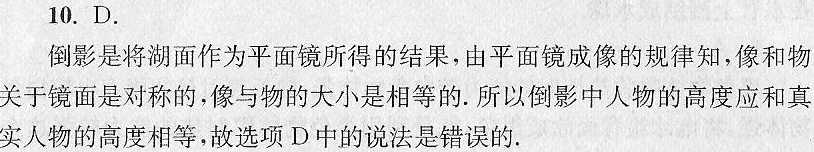 10. D.
倒影是将湖面作为平面镜所得的结果,由平面镜成像的规律知,像和物
关于镜面是对称的,像与物的大小是相等的.所以倒影中人物的高度应和真
实人物的高度相等,故选项 D 中的说法是错误的.